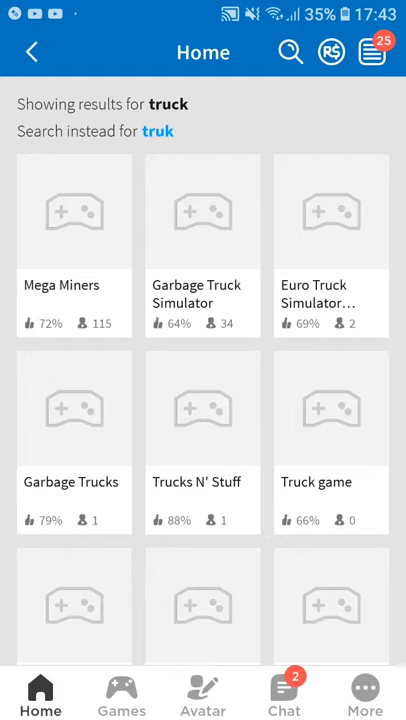 35% 17:43
Home
R$
25
Showing results for truck
Search instead for truk
Mega Miners
72% 115
Garbage Truck
Simulator
64% 34
Euro Truck
Simulator...
69% 2
Garbage Trucks
79% 1
Trucks N' Stuff
88% 1
Truck game
66% 0
2
Home Games Avatar Chat More